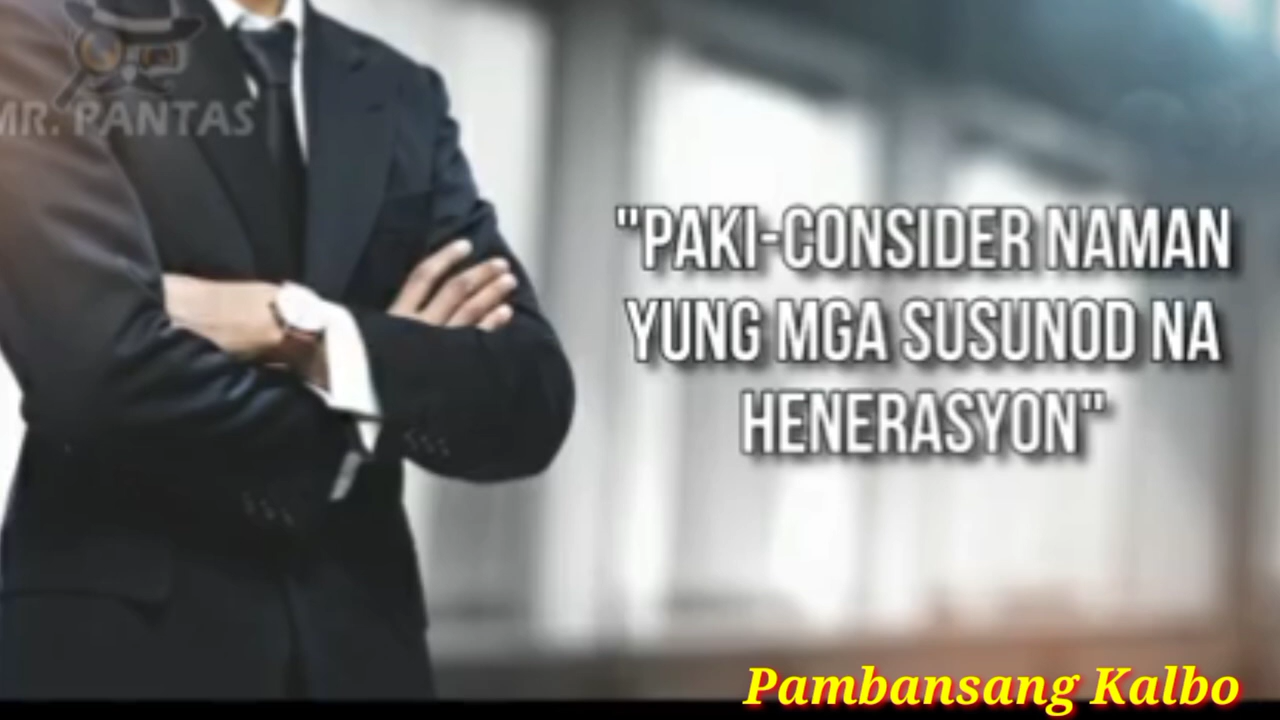 MR. PANTAS
"PAKI-CONSIDER NAMAN
YUNG MGA SUSUNOD NA
HENERASYON"
Pambansang Kalbo